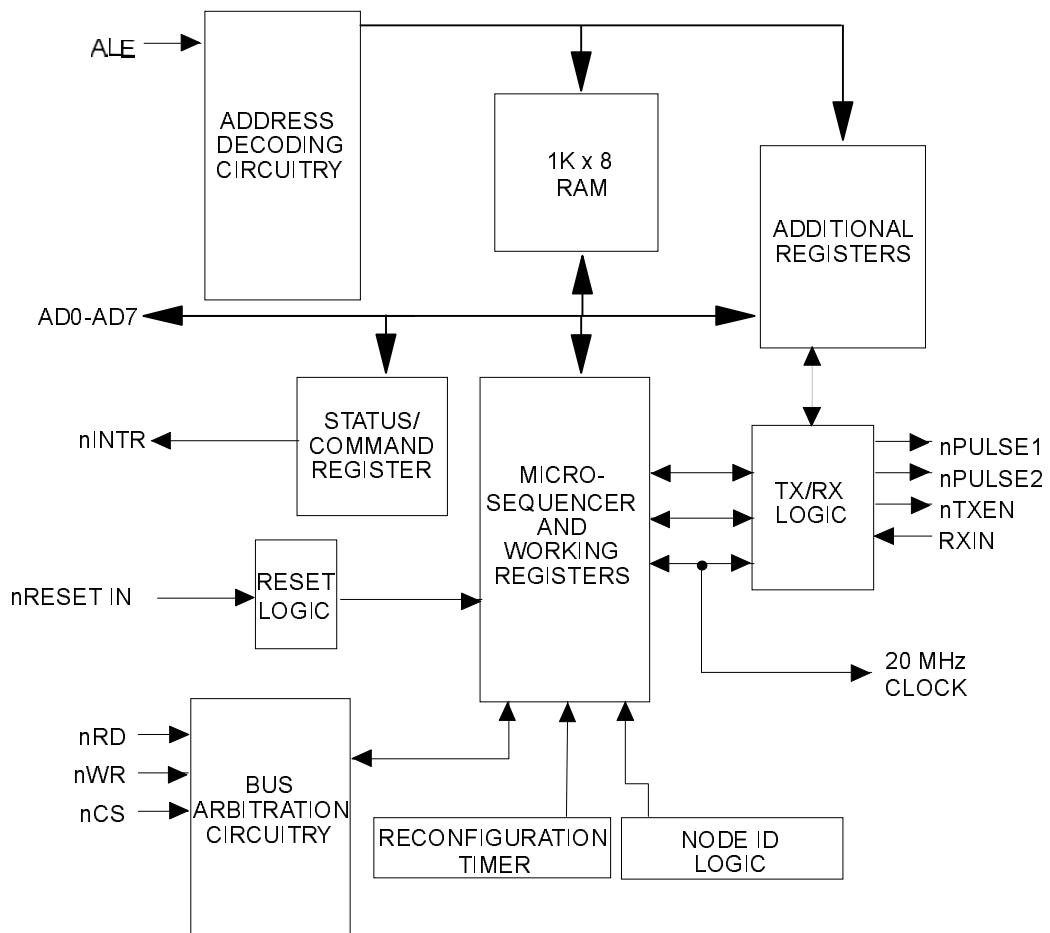 ALE
ADDRESS
DECODING
CIRCUITRY
1K x 8
RAM
ADDITIONAL
REGISTERS
AD0-AD7
STATUS/
COMMAND
REGISTER
nINTR
MICRO-
SEQUENCER
AND
WORKING
REGISTERS
TX/RX
LOGIC
nPULSE1
nPULSE2
nTXEN
RXIN
nRESET IN
RESET
LOGIC
20 MHz
CLOCK
nRD
nWR
nCS
BUS
ARBITRATION
CIRCUITRY
RECONFIGURATION
TIMER
NODE ID
LOGIC